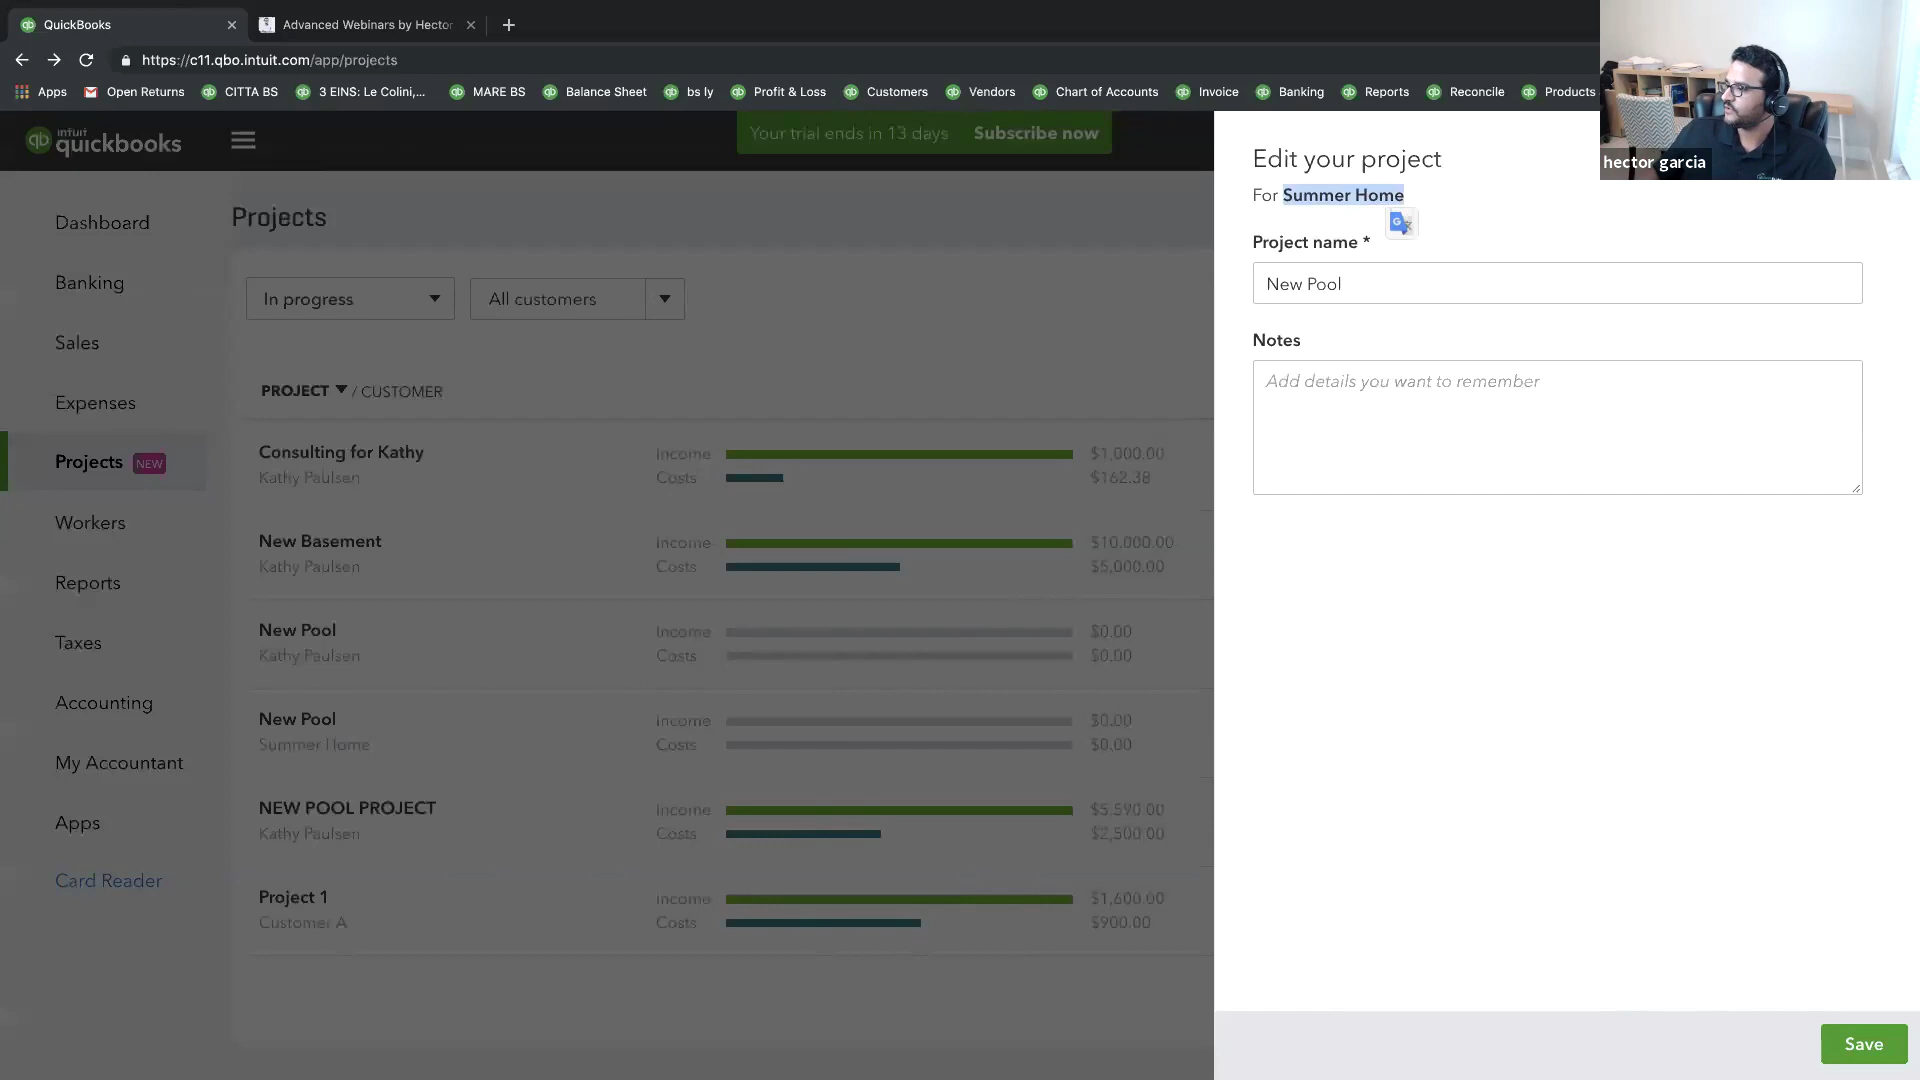 QuickBooks
Advanced Webinars by Hector
https://c11.qbo.intuit.com/app/projects
Apps
Open Returns
CITTA BS
3 EINS: Le Colini,...
MARE BS
Balance Sheet
bs ly
Profit & Loss
Customers
Vendors
Chart of Accounts
Invoice
Banking
Reports
Reconcile
Products
hector garcia
intuit
quickbooks
Your trial ends in 13 days
Subscribe now
Dashboard
Banking
Sales
Expenses
Projects NEW
Workers
Reports
Taxes
Accounting
My Accountant
Apps
Card Reader
Projects
In progress
All customers
PROJECT / CUSTOMER
Consulting for Kathy
Kathy Paulsen
Income $1,000.00
Costs $162.38
New Basement
Kathy Paulsen
Income $10,000.00
Costs $5,000.00
New Pool
Kathy Paulsen
Income $0.00
Costs $0.00
New Pool
Summer Home
Income $0.00
Costs $0.00
NEW POOL PROJECT
Kathy Paulsen
Income $5,590.00
Costs $2,500.00
Project 1
Customer A
Income $1,600.00
Costs $900.00
Edit your project
For Summer Home
Project name *
New Pool
Notes
Add details you want to remember
Save